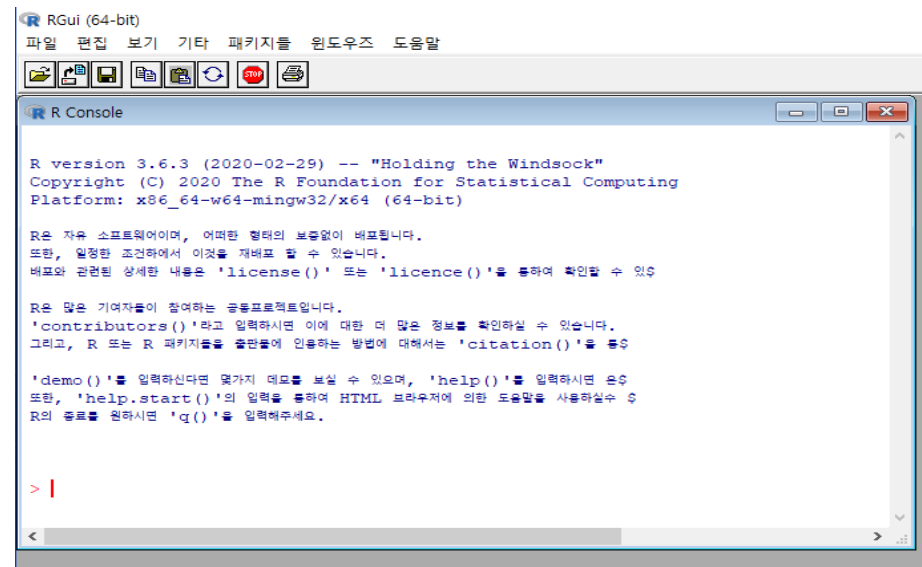 RGui (64-bit)
파일 편집 보기 기타 패키지들 윈도우즈 도움말
STOP
R Console
R version 3.6.3 (2020-02-29) -- "Holding the Windsock"
Copyright (C) 2020 The R Foundation for Statistical Computing
Platform: x86_64-w64-mingw32/x64 (64-bit)
R은 자유 소프트웨어이며, 어떠한 형태의 보증없이 배포됩니다.
또한, 일정한 조건하에서 이것을 재배포 할 수 있습니다.
배포와 관련된 상세한 내용은 'license()' 또는 'licence()'을 통하여 확인할 수 있$
R은 많은 기여자들이 참여하는 공동프로젝트입니다.
'contributors()'라고 입력하시면 이에 대한 더 많은 정보를 확인하실 수 있습니다.
그리고, R 또는 R 패키지들을 출판물에 인용하는 방법에 대해서는 'citation()'을 통$
'demo()'를 입력하신다면 몇가지 데모를 보실 수 있으며, 'help()'를 입력하시면 온$
또한, 'help.start()'의 입력을 통하여 HTML 브라우저에 의한 도움말을 사용하실수 $
R의 종료를 원하시면 'q()'을 입력해주세요.
>